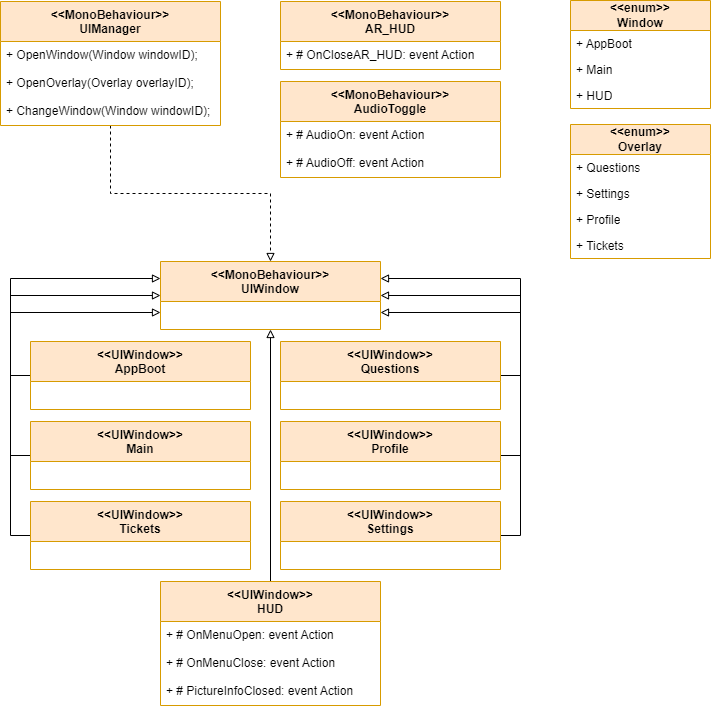 <<MonoBehaviour>>
UIManager
+ OpenWindow(Window windowID);
+ OpenOverlay(Overlay overlayID);
+ ChangeWindow(Window windowID);
<<MonoBehaviour>>
AR_HUD
+ # OnCloseAR_HUD: event Action
<<MonoBehaviour>>
AudioToggle
+ # AudioOn: event Action
+ # AudioOff: event Action
<<enum>>
Window
+ AppBoot
+ Main
+ HUD
<<enum>>
Overlay
+ Questions
+ Settings
+ Profile
+ Tickets
<<MonoBehaviour>>
UIWindow
<<UIWindow>>
AppBoot
<<UIWindow>>
Questions
<<UIWindow>>
Main
<<UIWindow>>
Profile
<<UIWindow>>
Tickets
<<UIWindow>>
Settings
<<UIWindow>>
HUD
+ # OnMenuOpen: event Action
+ # OnMenuClose: event Action
+ # PictureInfoClosed: event Action